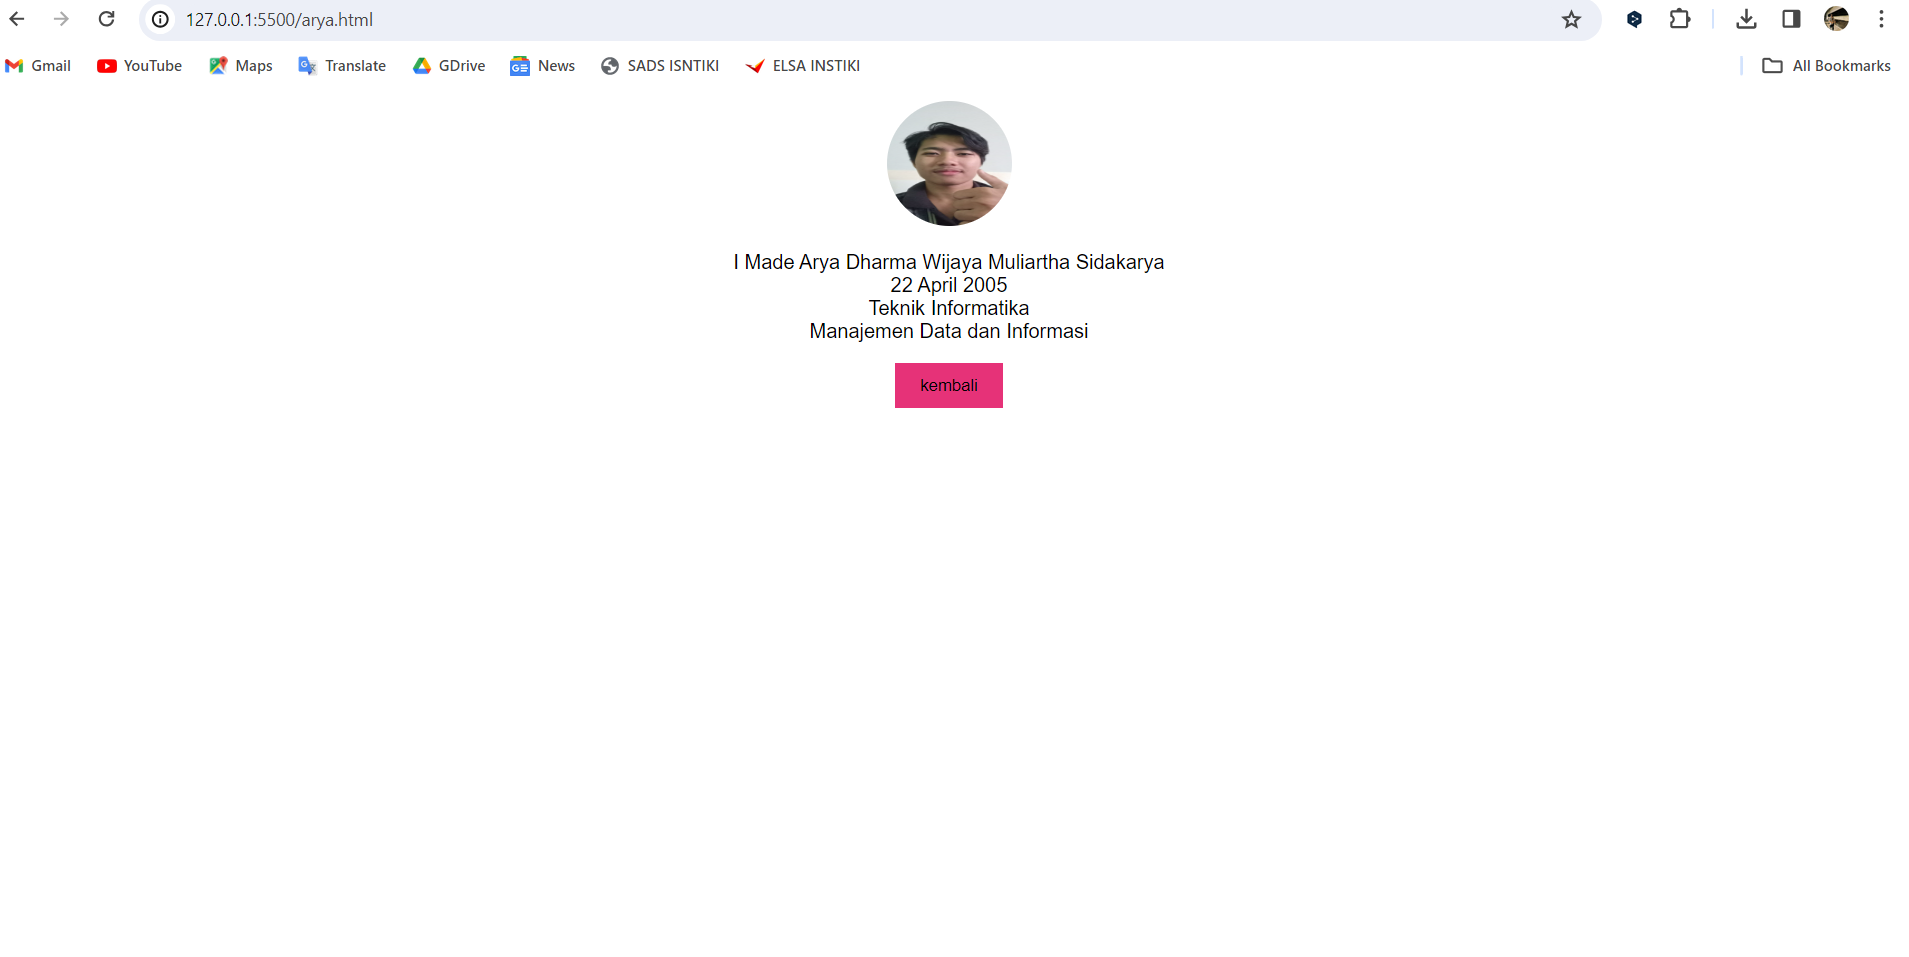 127.0.0.1:5500/arya.html
Gmail YouTube Maps Translate GDrive News SADS ISNTIKI ELSA INSTIKI All Bookmarks
I Made Arya Dharma Wijaya Muliartha Sidakarya
22 April 2005
Teknik Informatika
Manajemen Data dan Informasi
kembali